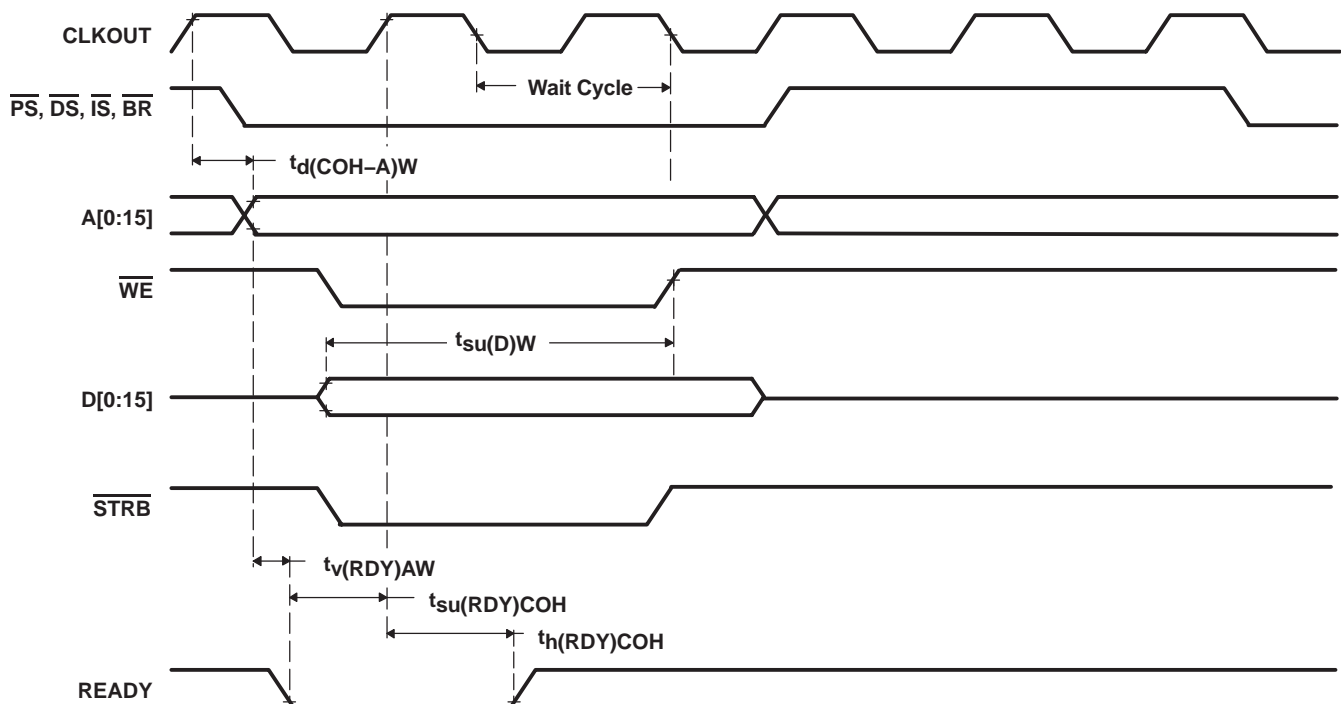 CLKOUT
Wait Cycle
PS, DS, IS, BR
td(COH–A)W
A[0:15]
WE
tsu(D)W
D[0:15]
STRB
tv(RDY)AW
tsu(RDY)COH
th(RDY)COH
READY